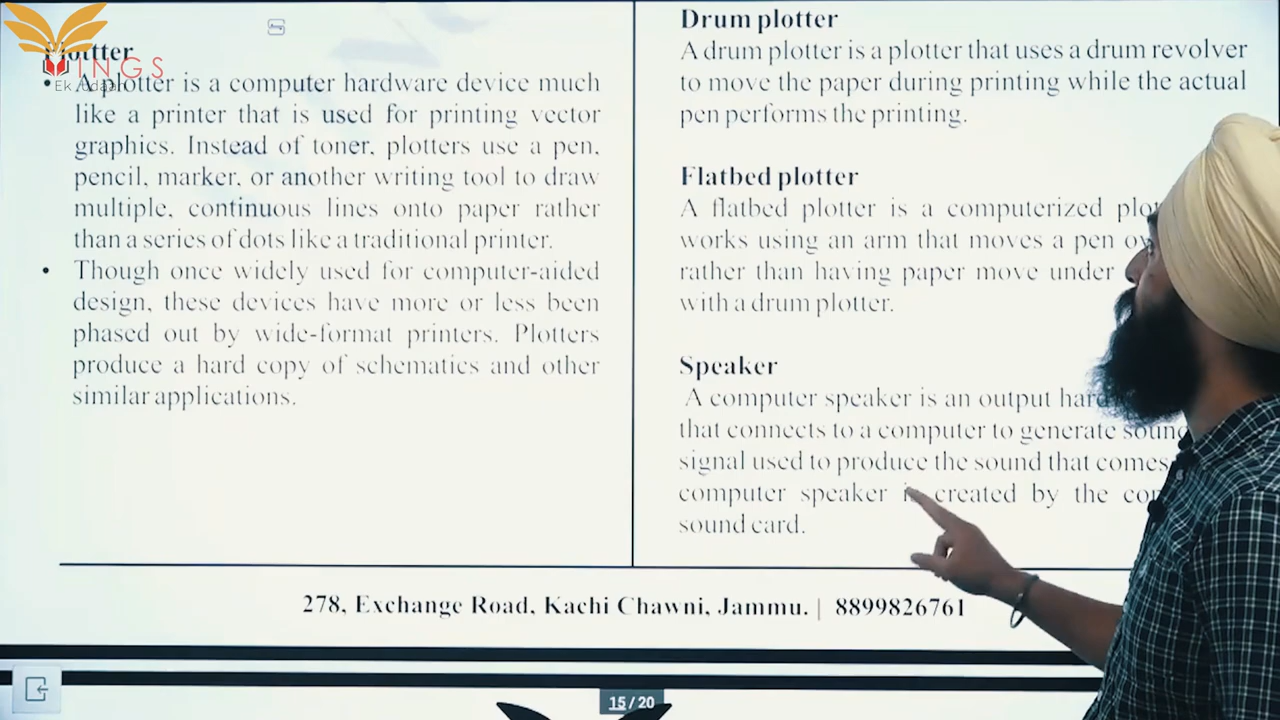 WINGS
Ek Udaan
Plottter
• A plotter is a computer hardware device much
like a printer that is used for printing vector
graphics. Instead of toner, plotters use a pen,
pencil, marker, or another writing tool to draw
multiple, continuous lines onto paper rather
than a series of dots like a traditional printer.
• Though once widely used for computer-aided
design, these devices have more or less been
phased out by wide-format printers. Plotters
produce a hard copy of schematics and other
similar applications.
Drum plotter
A drum plotter is a plotter that uses a drum revolver
to move the paper during printing while the actual
pen performs the printing.
Flatbed plotter
A flatbed plotter is a computerized
works using an arm that moves a pen
rather than having paper move under
with a drum plotter.
Speaker
A computer speaker is an output
that connects to a computer to generate
signal used to produce the sound that comes
computer speaker is created by the
sound card.
278, Exchange Road, Kachi Chawni, Jammu. | 8899826761
15 / 20